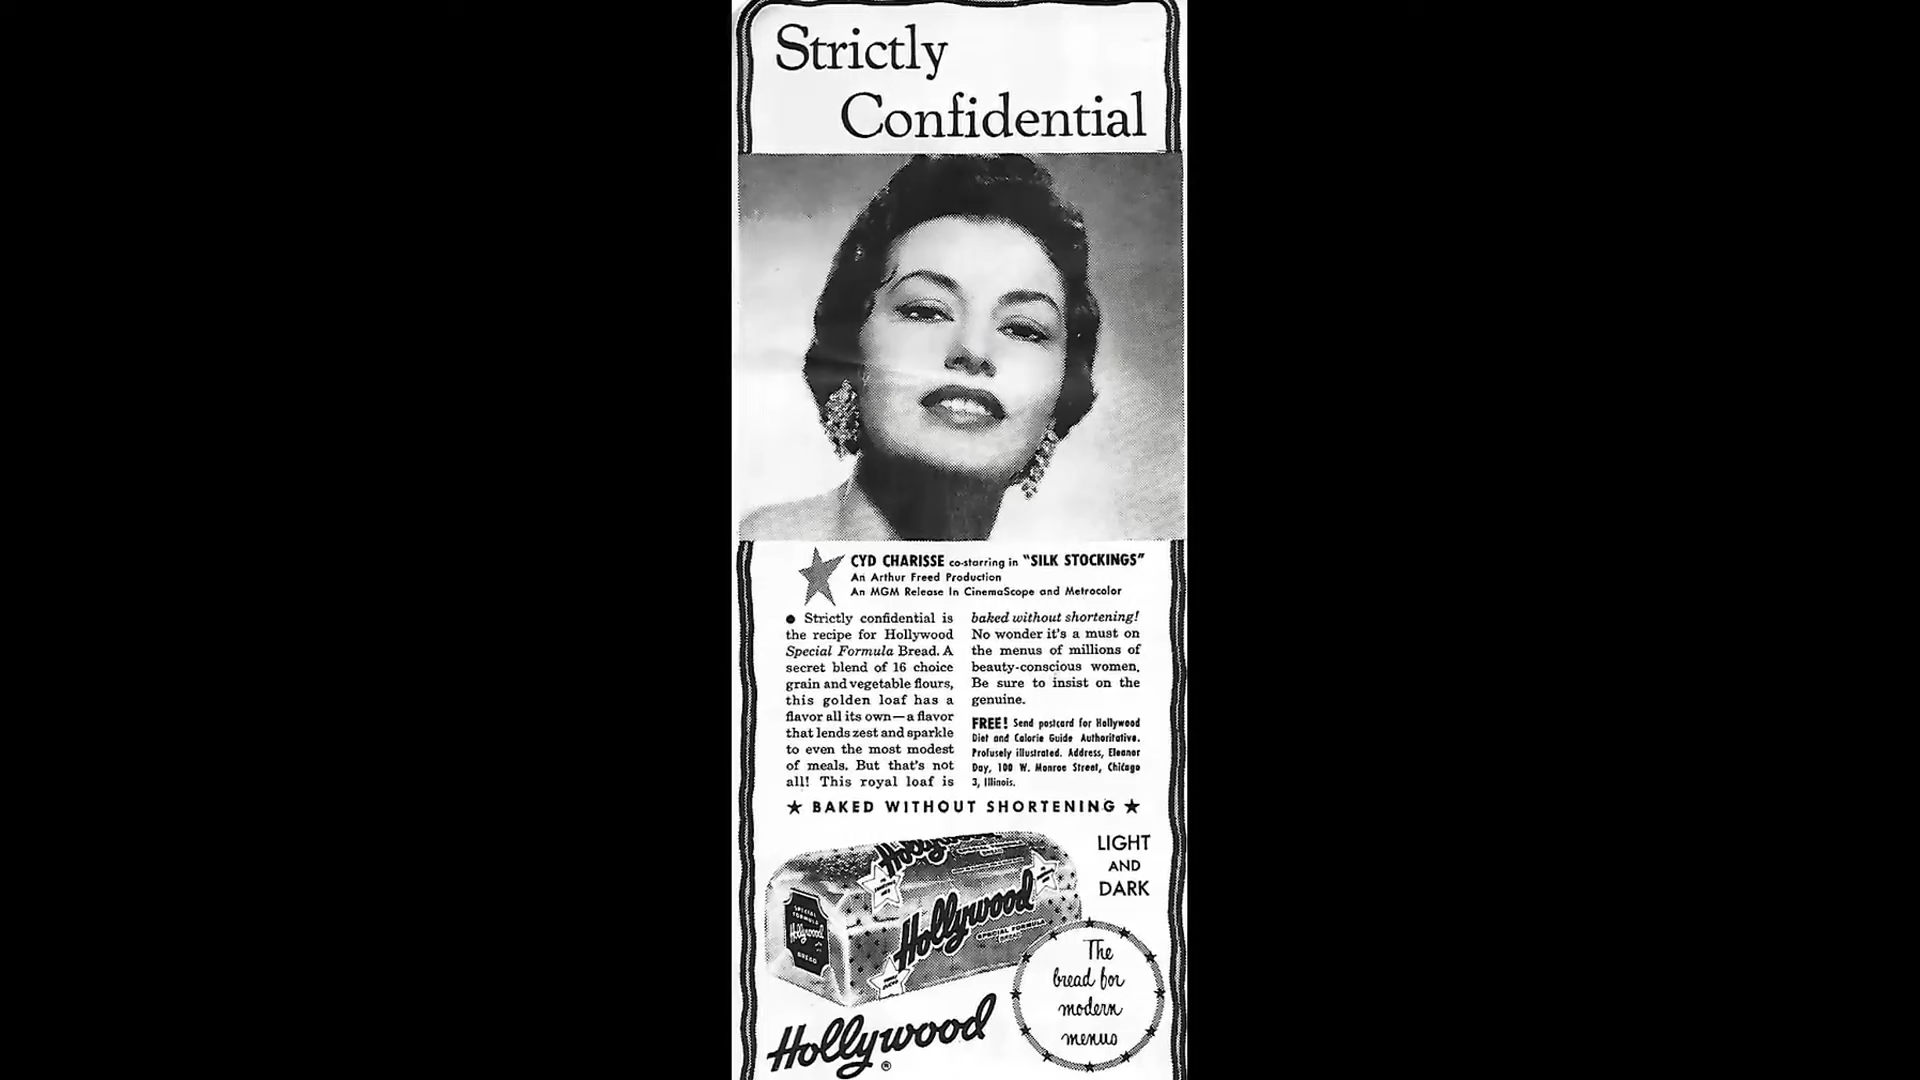 Strictly
Confidential
CYD CHARISSE co-starring in "SILK STOCKINGS"
An Arthur Freed Production
An MGM Release In CinemaScope and Metrocolor
● Strictly confidential is
the recipe for Hollywood
Special Formula Bread. A
secret blend of 16 choice
grain and vegetable flours,
this golden loaf has a
flavor all its own—a flavor
that lends zest and sparkle
to even the most modest
of meals. But that's not
all! This royal loaf is
baked without shortening!
No wonder it's a must on
the menus of millions of
beauty-conscious women.
Be sure to insist on the
genuine.
FREE! Send postcard for Hollywood
Diet and Calorie Guide Authoritative.
Profusely illustrated. Address, Eleanor
Day, 100 W. Monroe Street, Chicago
3, Illinois.
★ BAKED WITHOUT SHORTENING ★
LIGHT
AND
DARK
Hollywood
SPECIAL
FORMULA
Hollywood
BREAD
Hollywood
SPECIAL FORMULA
BREAD
The
bread for
modern
menus
Hollywood
®